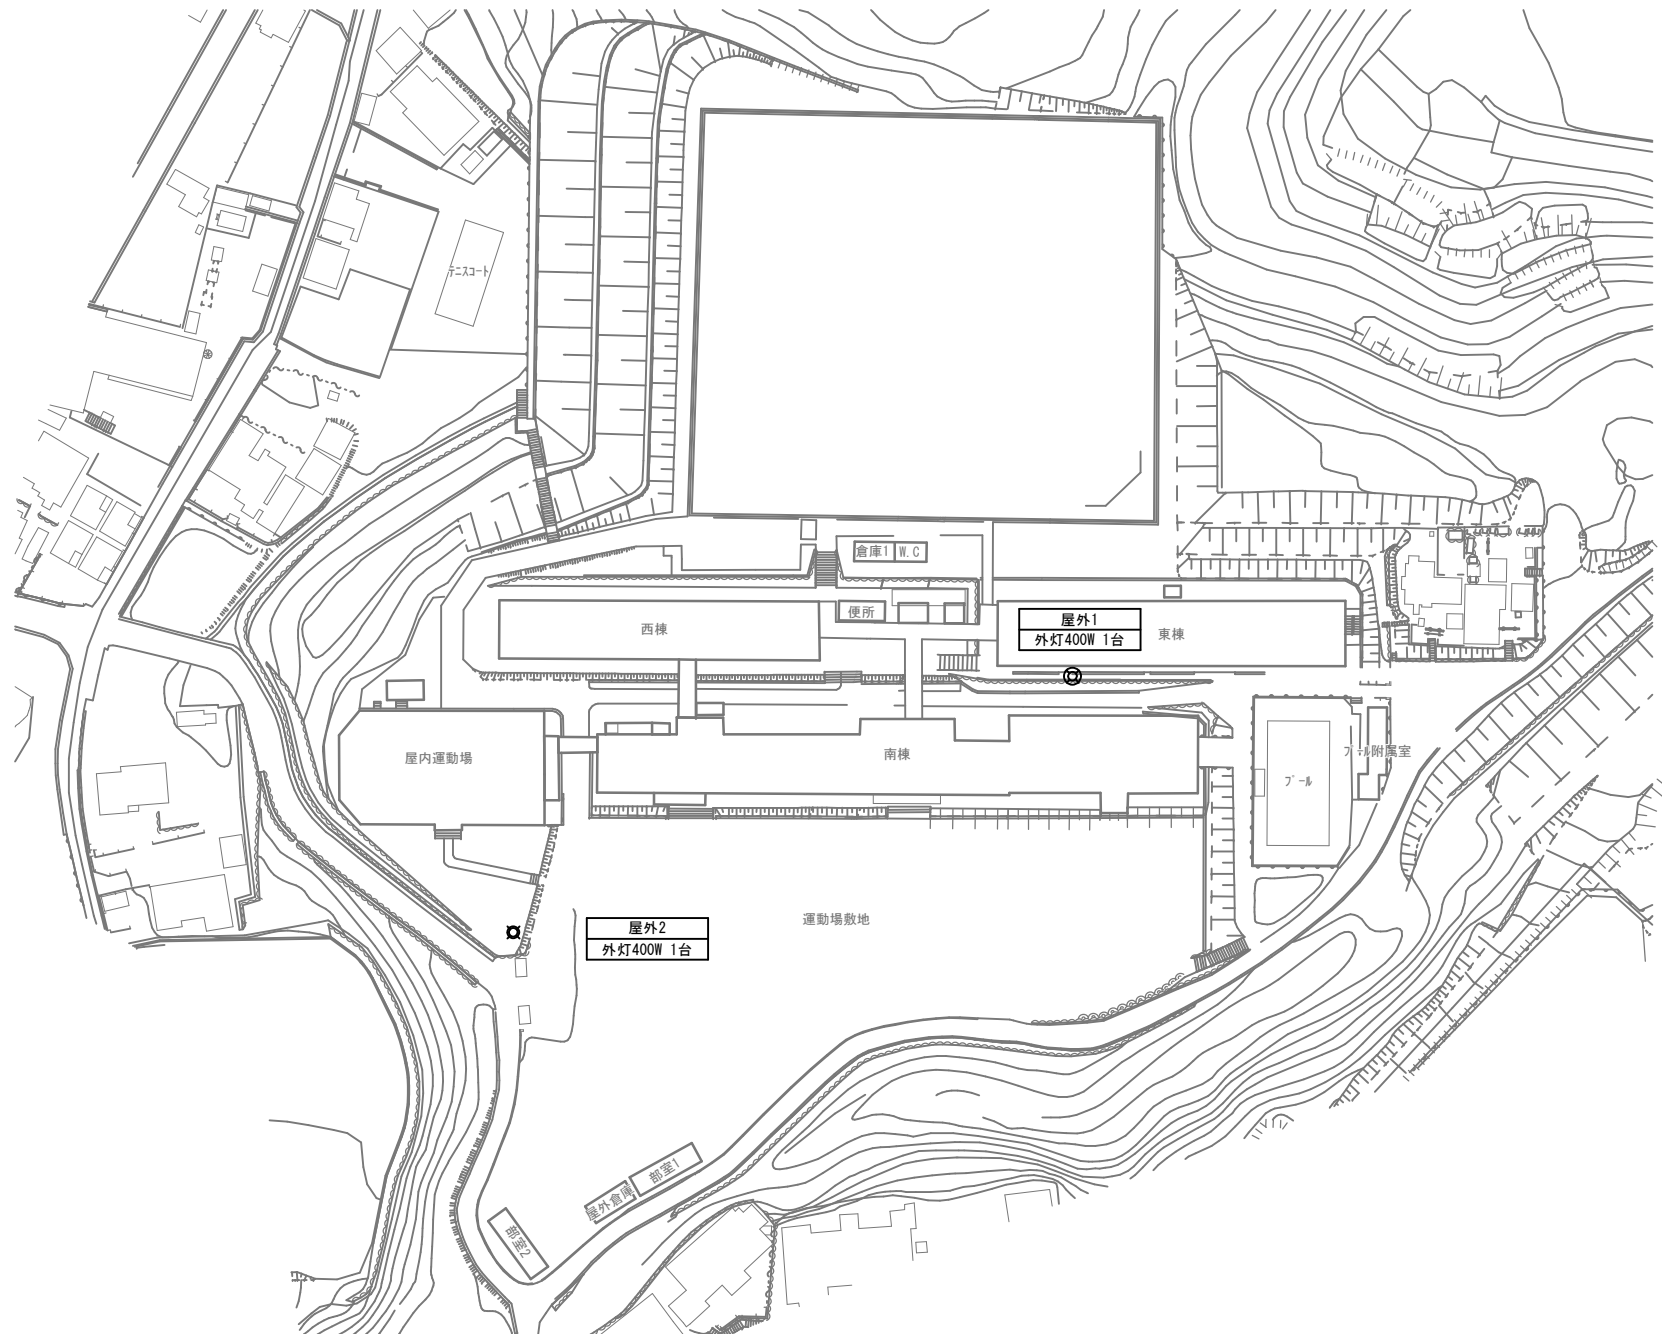 テニスコート
倉庫1
W.C
便所
西棟
屋外1
外灯400W 1台
東棟
屋内運動場
南棟
プール
プール附属室
運動場敷地
屋外2
外灯400W 1台
部室1
屋外倉庫
部室2